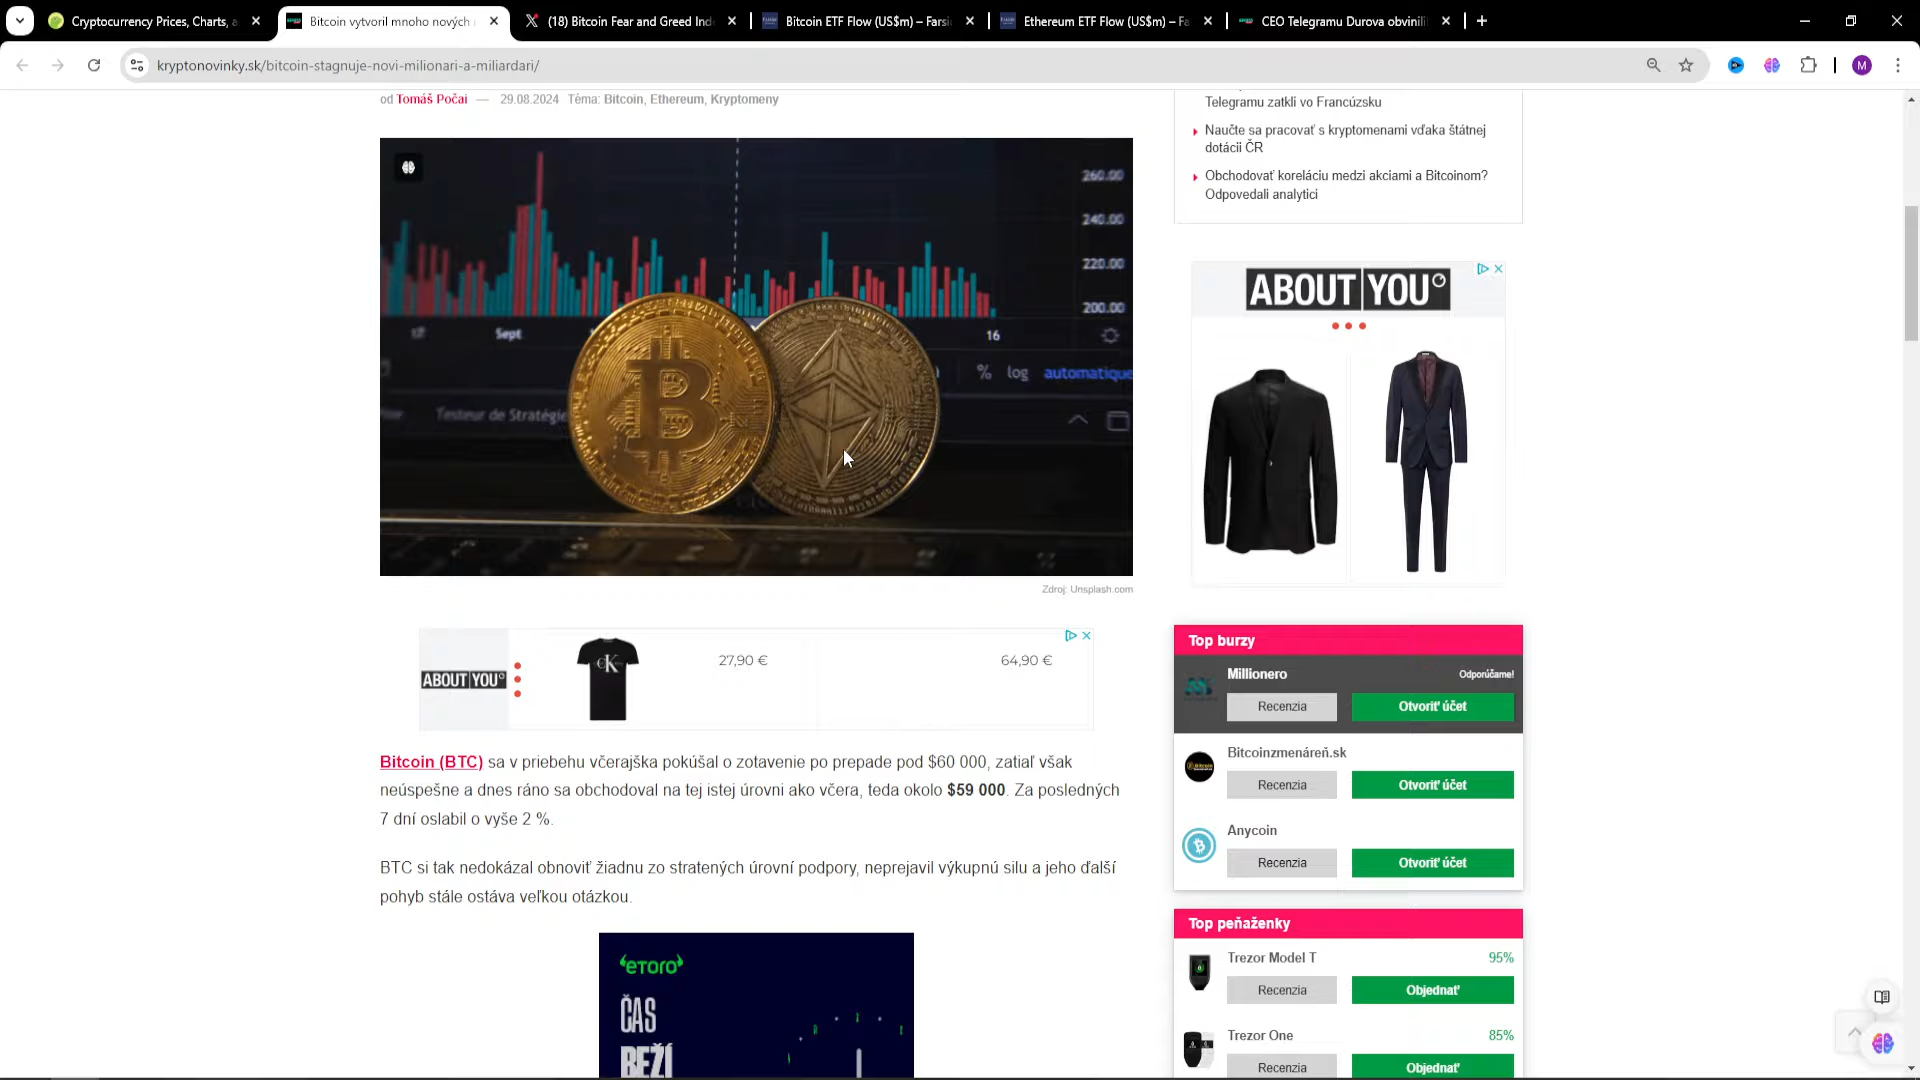 Cryptocurrency Prices, Charts, a
Bitcoin vytvoril mnoho nových
(18) Bitcoin Fear and Greed Ind
Bitcoin ETF Flow (US$m) – Farsi
Ethereum ETF Flow (US$m) – Fa
CEO Telegramu Durova obvinili
kryptonovinky.sk/bitcoin-stagnuje-novi-milionari-a-miliardari/
M
od Tomáš Počai — 29.08.2024 Téma: Bitcoin, Ethereum, Kryptomeny
260.00
240.00
220.00
200.00
Sept
16
% log automatique
Testeur de Stratégie
Zdroj: Unsplash.com
ABOUT YOU
CK
27,90 €
64,90 €
Bitcoin (BTC) sa v priebehu včerajška pokúšal o zotavenie po prepade pod $60 000, zatiaľ však
neúspešne a dnes ráno sa obchodoval na tej istej úrovni ako včera, teda okolo $59 000. Za posledných
7 dní oslabil o vyše 2 %.
BTC si tak nedokázal obnoviť žiadnu zo stratených úrovní podpory, neprejavil výkupnú silu a jeho ďalší
pohyb stále ostáva veľkou otázkou.
eToro
ČAS
BEŽÍ
Telegramu zatkli vo Francúzsku
Naučte sa pracovať s kryptomenami vďaka štátnej
dotácii ČR
Obchodovať koreláciu medzi akciami a Bitcoinom?
Odpovedali analytici
ABOUT YOU
Top burzy
Millionero
Odporúčame!
Recenzia
Otvoriť účet
Bitcoinzmenáreň.sk
Recenzia
Otvoriť účet
Anycoin
Recenzia
Otvoriť účet
Top peňaženky
Trezor Model T
95%
Recenzia
Objednať
Trezor One
85%
Recenzia
Objednať